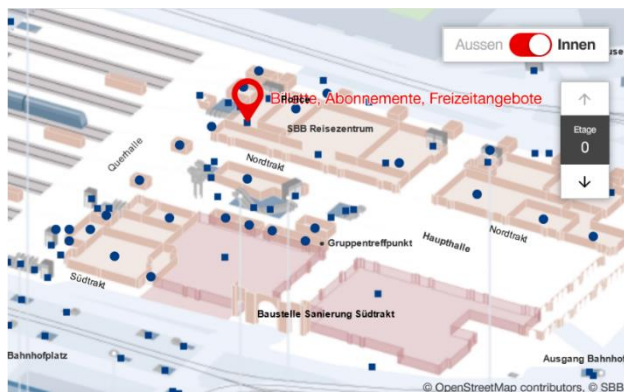 Aussen Innen
Billette, Abonnemente, Freizeitangebote
Police
SBB Reisezentrum
Etage
0
Querhalle
Nordtrakt
Nordtrakt
Haupthalle
Gruppentreffpunkt
Südtrakt
Baustelle Sanierung Südtrakt
Bahnhofplatz
Ausgang Bahnhof
© OpenStreetMap contributors, © SBB